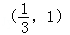 (1/3, 1)